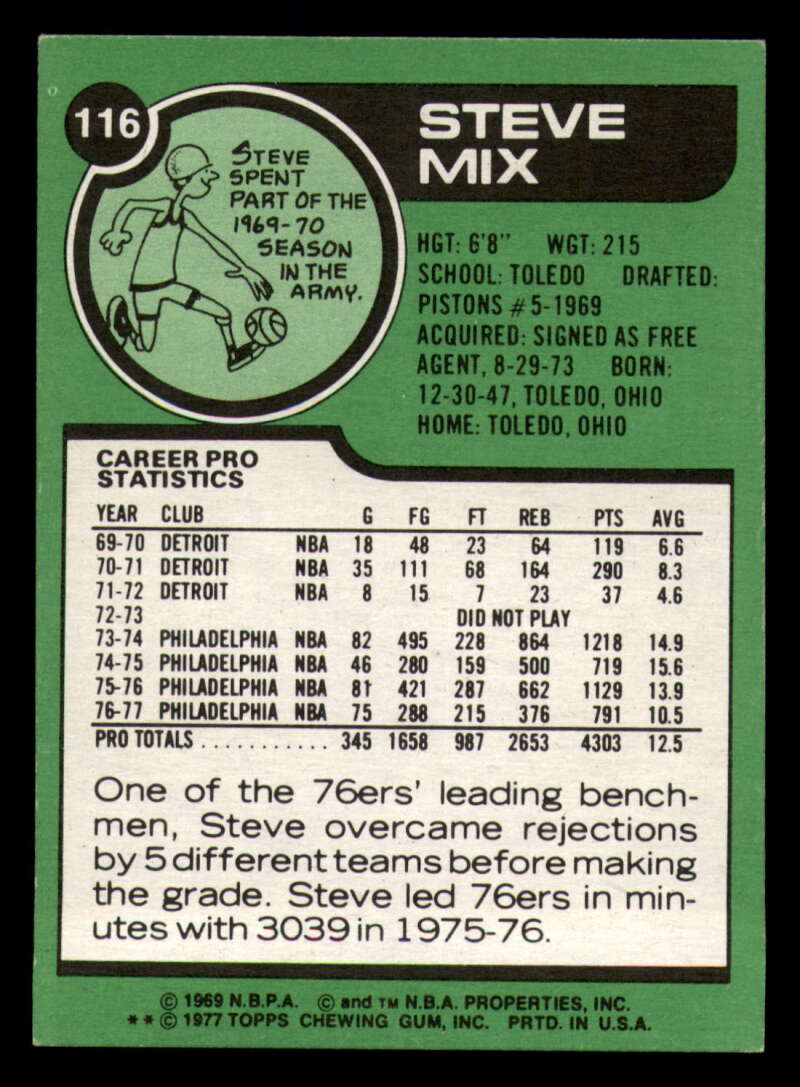 116
STEVE
MIX
STEVE
SPENT
PART OF THE
1969-70
SEASON
IN THE
ARMY.
HGT: 6'8" WGT: 215
SCHOOL: TOLEDO DRAFTED:
PISTONS #5-1969
ACQUIRED: SIGNED AS FREE
AGENT, 8-29-73 BORN:
12-30-47, TOLEDO, OHIO
HOME: TOLEDO, OHIO
CAREER PRO
STATISTICS
YEAR CLUB G FG FT REB PTS AVG
69-70 DETROIT NBA 18 48 23 64 119 6.6
70-71 DETROIT NBA 35 111 68 164 290 8.3
71-72 DETROIT NBA 8 15 7 23 37 4.6
72-73 DID NOT PLAY
73-74 PHILADELPHIA NBA 82 495 228 864 1218 14.9
74-75 PHILADELPHIA NBA 46 280 159 500 719 15.6
75-76 PHILADELPHIA NBA 81 421 287 662 1129 13.9
76-77 PHILADELPHIA NBA 75 288 215 376 791 10.5
PRO TOTALS ........... 345 1658 987 2653 4303 12.5
One of the 76ers' leading bench-
men, Steve overcame rejections
by 5 different teams before making
the grade. Steve led 76ers in min-
utes with 3039 in 1975-76.
© 1969 N.B.P.A. © and TM N.B.A. PROPERTIES, INC.
**© 1977 TOPPS CHEWING GUM, INC. PRTD. IN U.S.A.